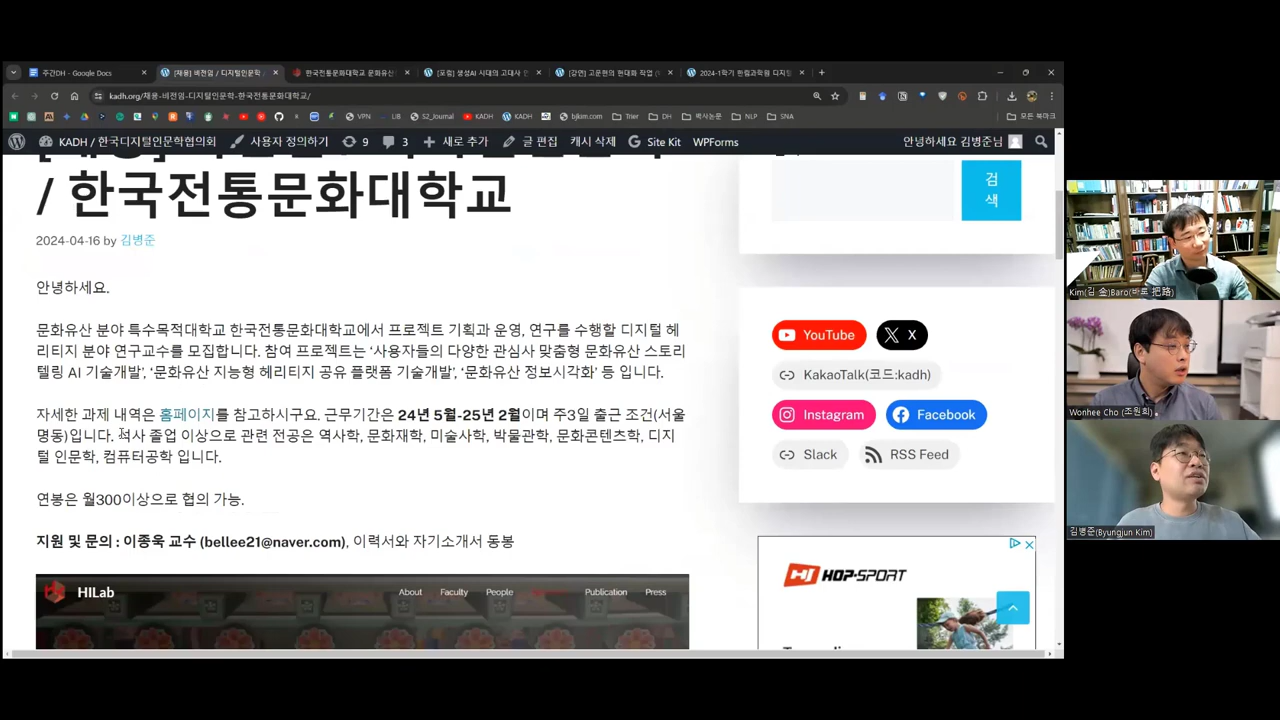 주간DH - Google Docs
[채용] 비전임 / 디지털인문학
한국전통문화대학교 문화유산
[포럼] 생성AI 시대의 고대사 연
[강연] 고문헌의 현대화 작업
2024-1학기 한림과학원 디지털
kadh.org/채용-비전임-디지털인문학-한국전통문화대학교/
VPN
LIB
S2_Journal
KADH
KADH
bjkim.com
Trier
DH
학사논문
NLP
SNA
모든 북마크
KADH / 한국디지털인문학협의회
사용자 정의하기
9
3
새로 추가
글 편집
캐시 삭제
Site Kit
WPForms
안녕하세요 김병준님
/ 한국전통문화대학교
2024-04-16 by 김병준
안녕하세요.
문화유산 분야 특수목적대학교 한국전통문화대학교에서 프로젝트 기획과 운영, 연구를 수행할 디지털 헤
리티지 분야 연구교수를 모집합니다. 참여 프로젝트는 ‘사용자들의 다양한 관심사 맞춤형 문화유산 스토리
텔링 AI 기술개발’, ‘문화유산 지능형 헤리티지 공유 플랫폼 기술개발’, ‘문화유산 정보시각화’ 등 입니다.
자세한 과제 내역은 홈페이지를 참고하시구요. 근무기간은 24년 5월-25년 2월이며 주3일 출근 조건(서울
명동)입니다. 석사 졸업 이상으로 관련 전공은 역사학, 문화재학, 미술사학, 박물관학, 문화콘텐츠학, 디지
털 인문학, 컴퓨터공학 입니다.
연봉은 월300이상으로 협의 가능.
지원 및 문의 : 이종욱 교수 (bellee21@naver.com), 이력서와 자기소개서 동봉
HILab
About
Faculty
People
Publication
Press
검
색
YouTube
X
KakaoTalk(코드:kadh)
Instagram
Facebook
Slack
RSS Feed
HOP-SPORT
Kim(김 金)Baro(바로 把路)
Wonhee Cho (조원희)
김병준(Byungjun Kim)